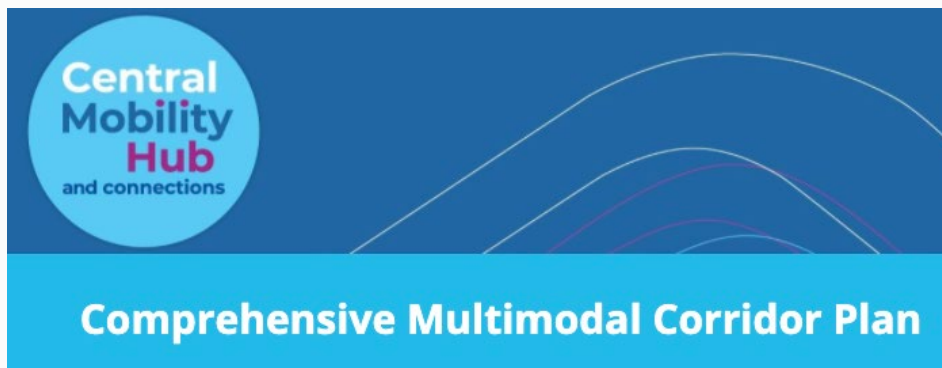 Central
Mobility
Hub
and connections
Comprehensive Multimodal Corridor Plan